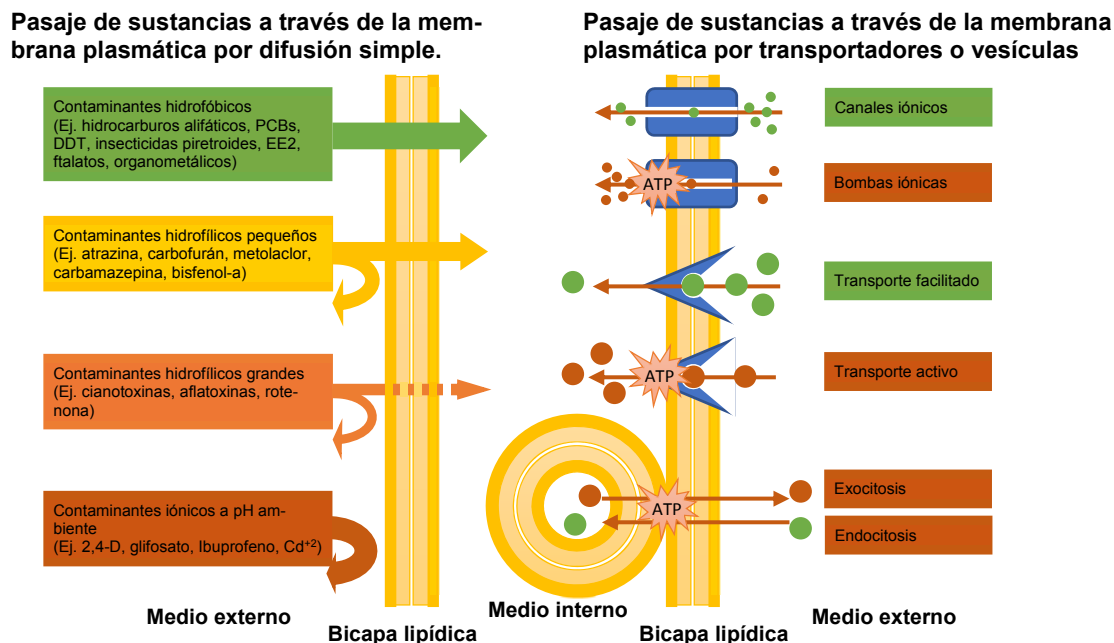 Pasaje de sustancias a través de la mem-
brana plasmática por difusión simple.
Contaminantes hidrofóbicos
(Ej. hidrocarburos alifáticos, PCBs,
DDT, insecticidas piretroides, EE2,
ftalatos, organometálicos)
Contaminantes hidrofílicos pequeños
(Ej. atrazina, carbofurán, metolaclor,
carbamazepina, bisfenol-a)
Contaminantes hidrofílicos grandes
(Ej. cianotoxinas, aflatoxinas, rote-
nona)
Contaminantes iónicos a pH am-
biente
(Ej. 2,4-D, glifosato, Ibuprofeno, Cd+2)
Medio externo
Bicapa lipídica
Medio interno
Pasaje de sustancias a través de la membrana
plasmática por transportadores o vesículas
Canales iónicos
ATP
Bombas iónicas
Transporte facilitado
ATP
Transporte activo
ATP
Exocitosis
Endocitosis
Bicapa lipídica
Medio externo